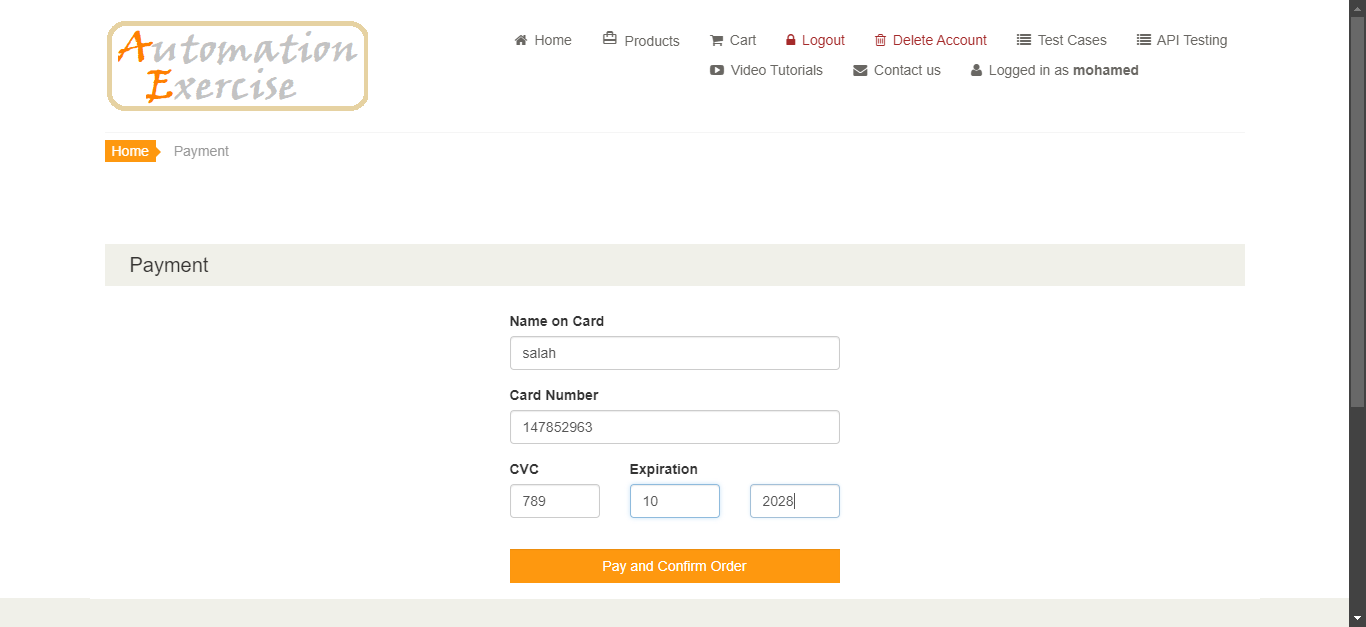 Automation
Exercise
Home Products Cart Logout Delete Account Test Cases API Testing
Video Tutorials Contact us Logged in as mohamed
Home Payment
Payment
Name on Card
salah
Card Number
147852963
CVC Expiration
789 10 2028
Pay and Confirm Order